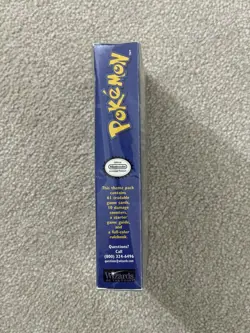 POKéMON
Nintendo
This theme pack
contains
61 tradable
game cards,
10 damage
counters,
a starter
game guide,
and
a full-color
rulebook.
Questions?
Call
(800) 324-6496
Wizards